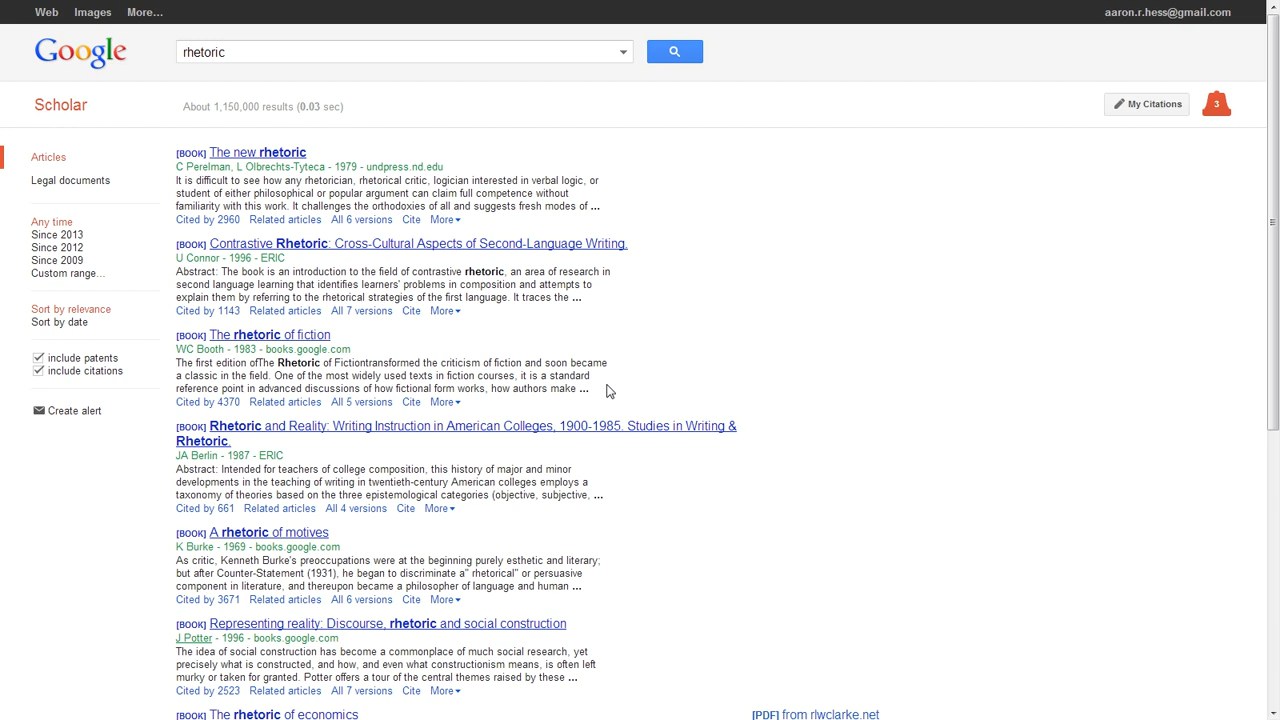 Web Images More...
aaron.r.hess@gmail.com
Google
rhetoric
Scholar
About 1,150,000 results (0.03 sec)
My Citations
3
Articles
Legal documents
Any time
Since 2013
Since 2012
Since 2009
Custom range...
Sort by relevance
Sort by date
include patents
include citations
Create alert
[BOOK] The new rhetoric
C Perelman, L Olbrechts-Tyteca - 1979 - undpress.nd.edu
It is difficult to see how any rhetorician, rhetorical critic, logician interested in verbal logic, or
student of either philosophical or popular argument can claim full competence without
familiarity with this work. It challenges the orthodoxies of all and suggests fresh modes of ...
Cited by 2960 Related articles All 6 versions Cite More
[BOOK] Contrastive Rhetoric: Cross-Cultural Aspects of Second-Language Writing.
U Connor - 1996 - ERIC
Abstract: The book is an introduction to the field of contrastive rhetoric, an area of research in
second language learning that identifies learners' problems in composition and attempts to
explain them by referring to the rhetorical strategies of the first language. It traces the ...
Cited by 1143 Related articles All 7 versions Cite More
[BOOK] The rhetoric of fiction
WC Booth - 1983 - books.google.com
The first edition ofThe Rhetoric of Fictiontransformed the criticism of fiction and soon became
a classic in the field. One of the most widely used texts in fiction courses, it is a standard
reference point in advanced discussions of how fictional form works, how authors make ...
Cited by 4370 Related articles All 5 versions Cite More
[BOOK] Rhetoric and Reality: Writing Instruction in American Colleges, 1900-1985. Studies in Writing &
Rhetoric.
JA Berlin - 1987 - ERIC
Abstract: Intended for teachers of college composition, this history of major and minor
developments in the teaching of writing in twentieth-century American colleges employs a
taxonomy of theories based on the three epistemological categories (objective, subjective, ...
Cited by 661 Related articles All 4 versions Cite More
[BOOK] A rhetoric of motives
K Burke - 1969 - books.google.com
As critic, Kenneth Burke's preoccupations were at the beginning purely esthetic and literary;
but after Counter-Statement (1931), he began to discriminate a" rhetorical" or persuasive
component in literature, and thereupon became a philosopher of language and human ...
Cited by 3671 Related articles All 6 versions Cite More
[BOOK] Representing reality: Discourse, rhetoric and social construction
J Potter - 1996 - books.google.com
The idea of social construction has become a commonplace of much social research, yet
precisely what is constructed, and how, and even what constructionism means, is often left
murky or taken for granted. Potter offers a tour of the central themes raised by these ...
Cited by 2523 Related articles All 7 versions Cite More
The rhetoric of economics
[PDF] from rlwclarke.net